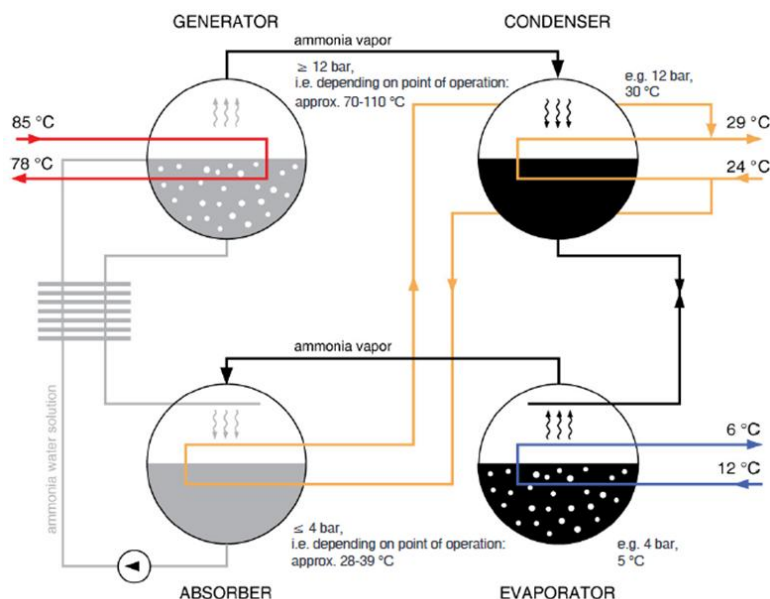 GENERATOR
CONDENSER
ammonia vapor
≥ 12 bar,
i.e. depending on point of operation:
approx. 70-110 °C
e.g. 12 bar,
30 °C
85 °C
78 °C
29 °C
24 °C
ammonia water solution
ammonia vapor
6 °C
12 °C
≤ 4 bar,
i.e. depending on point of operation:
approx. 28-39 °C
e.g. 4 bar,
5 °C
ABSORBER
EVAPORATOR